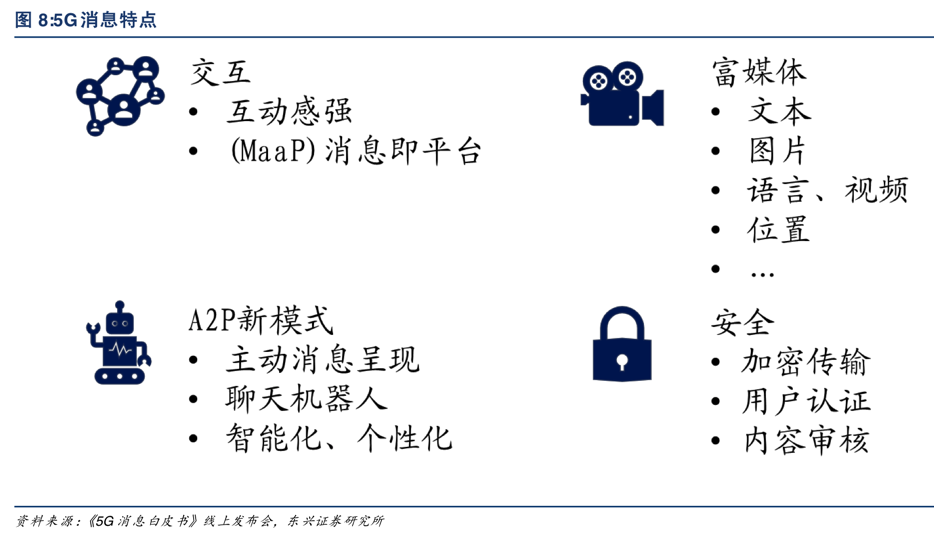 图 8:5G消息特点
交互
• 互动感强
• (MaaP)消息即平台
富媒体
• 文本
• 图片
• 语言、视频
• 位置
• …
A2P新模式
• 主动消息呈现
• 聊天机器人
• 智能化、个性化
安全
• 加密传输
• 用户认证
• 内容审核
资料来源：《5G 消息白皮书》线上发布会，东兴证券研究所